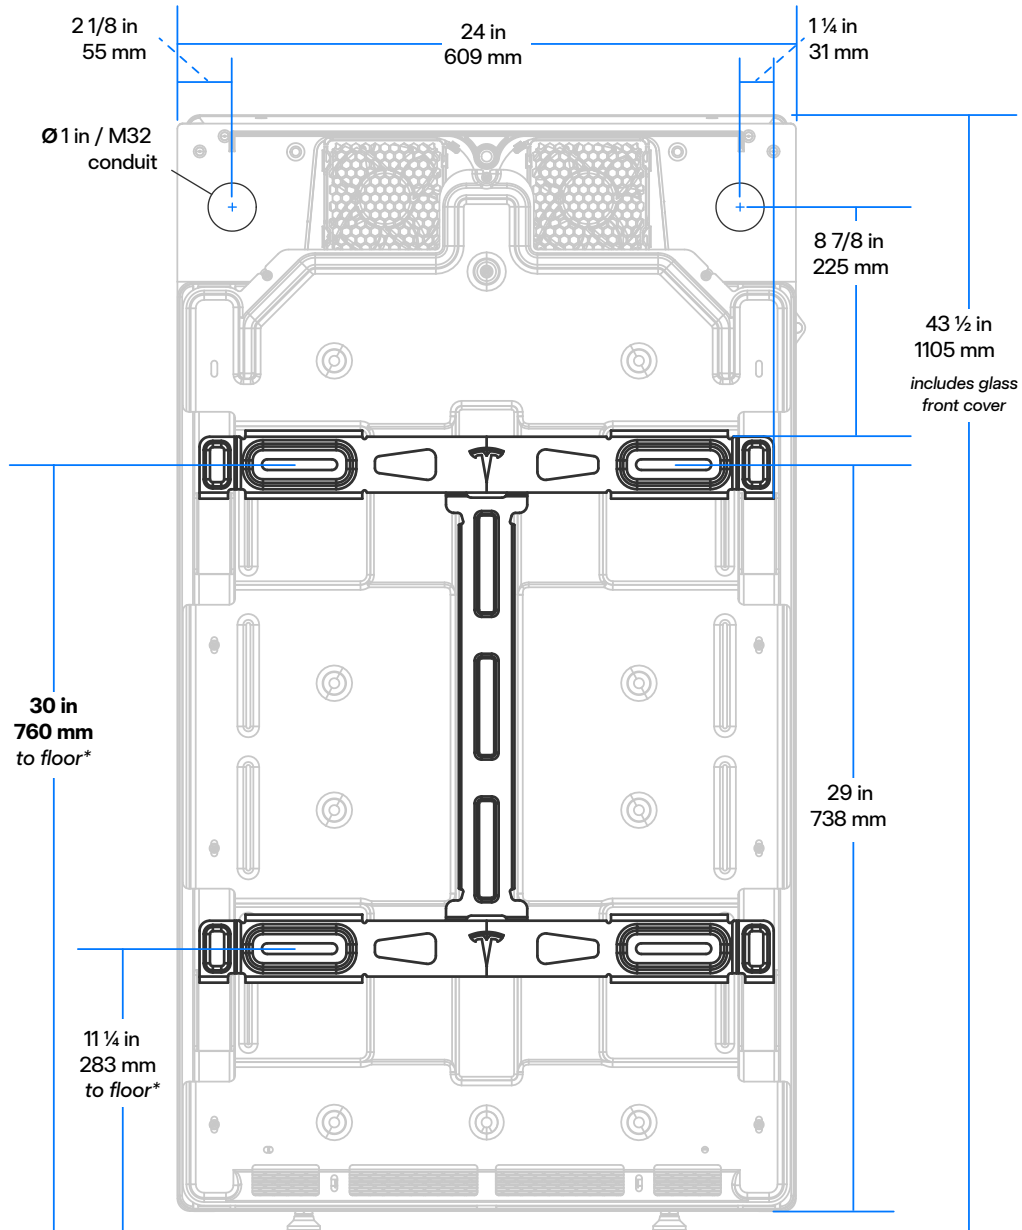 2 1/8 in
55 mm
24 in
609 mm
1 ¼ in
31 mm
Ø 1 in / M32
conduit
8 7/8 in
225 mm
43 ½ in
1105 mm
includes glass
front cover
30 in
760 mm
to floor*
29 in
738 mm
11 ¼ in
283 mm
to floor*